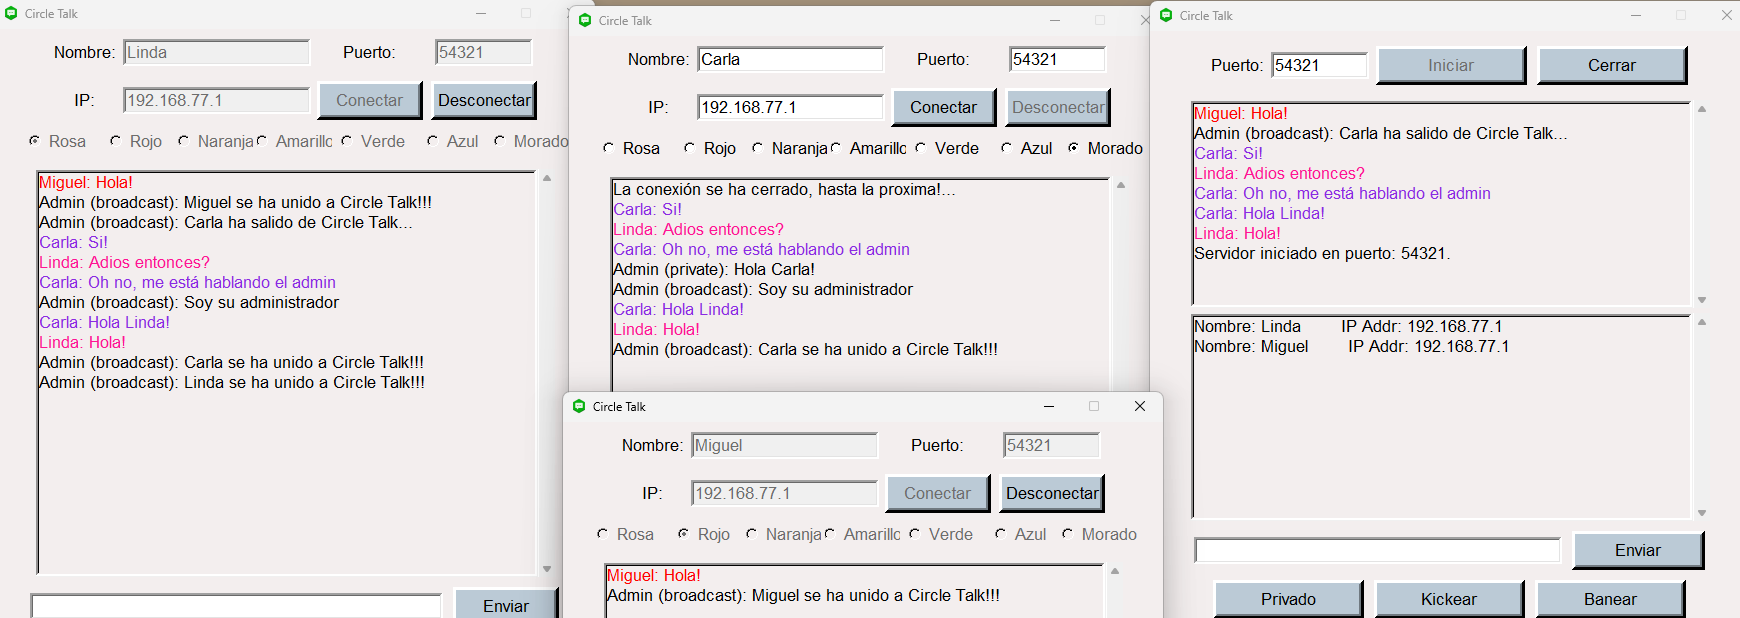 Circle Talk
Nombre: Linda Puerto: 54321
IP: 192.168.77.1 Conectar Desconectar
Rosa Rojo Naranja Amarillo Verde Azul Morado
Miguel: Hola!
Admin (broadcast): Miguel se ha unido a Circle Talk!!!
Admin (broadcast): Carla ha salido de Circle Talk...
Carla: Si!
Linda: Adios entonces?
Carla: Oh no, me está hablando el admin
Admin (broadcast): Soy su administrador
Carla: Hola Linda!
Linda: Hola!
Admin (broadcast): Carla se ha unido a Circle Talk!!!
Admin (broadcast): Linda se ha unido a Circle Talk!!!
Enviar
Circle Talk
Nombre: Carla Puerto: 54321
IP: 192.168.77.1 Conectar Desconectar
Rosa Rojo Naranja Amarillo Verde Azul Morado
La conexión se ha cerrado, hasta la proxima!...
Carla: Si!
Linda: Adios entonces?
Carla: Oh no, me está hablando el admin
Admin (private): Hola Carla!
Admin (broadcast): Soy su administrador
Carla: Hola Linda!
Linda: Hola!
Admin (broadcast): Carla se ha unido a Circle Talk!!!
Circle Talk
Nombre: Miguel Puerto: 54321
IP: 192.168.77.1 Conectar Desconectar
Rosa Rojo Naranja Amarillo Verde Azul Morado
Miguel: Hola!
Admin (broadcast): Miguel se ha unido a Circle Talk!!!
Circle Talk
Puerto: 54321 Iniciar Cerrar
Miguel: Hola!
Admin (broadcast): Carla ha salido de Circle Talk...
Carla: Si!
Linda: Adios entonces?
Carla: Oh no, me está hablando el admin
Carla: Hola Linda!
Linda: Hola!
Servidor iniciado en puerto: 54321.
Nombre: Linda IP Addr: 192.168.77.1
Nombre: Miguel IP Addr: 192.168.77.1
Enviar
Privado Kickear Banear